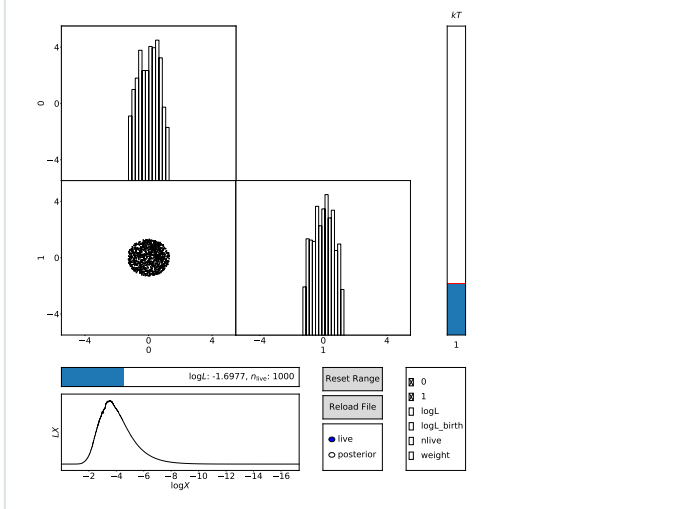 kT
4
0
0
−4
4
1
0
−4
−4
0
4
−4
0
4
0
1
1
logL: -1.6977, nlive: 1000
Reset Range
Reload File
live
posterior
0
1
logL
logL_birth
nlive
weight
LX
−2
−4
−6
−8
−10
−12
−14
−16
logX